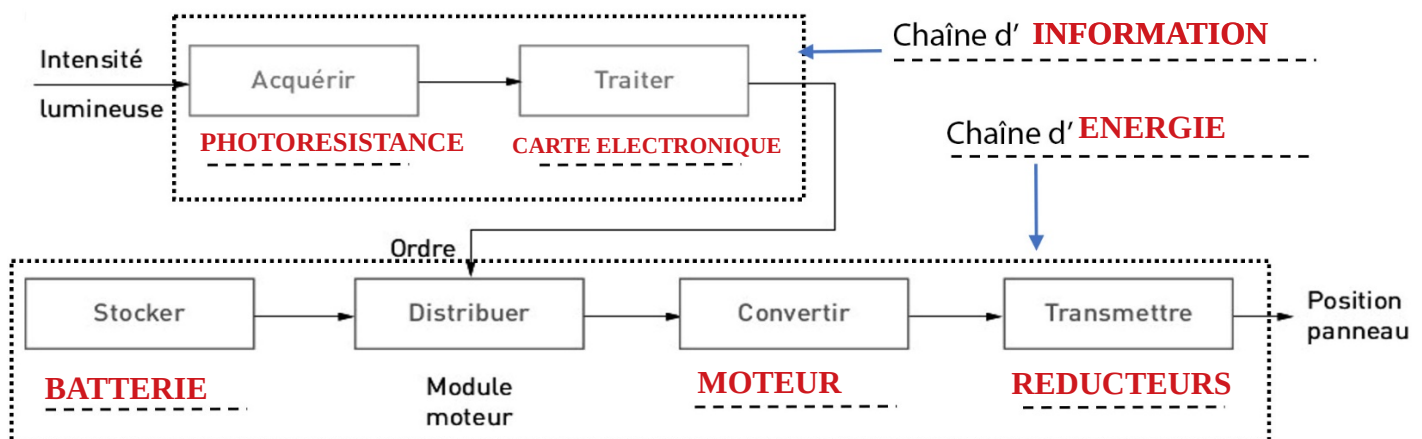 Chaîne d' INFORMATION
Intensité
lumineuse
Acquérir
Traiter
PHOTORESISTANCE
CARTE ELECTRONIQUE
Chaîne d' ENERGIE
Ordre
Stocker
Distribuer
Convertir
Transmettre
Position
panneau
BATTERIE
Module
moteur
MOTEUR
REDUCTEURS